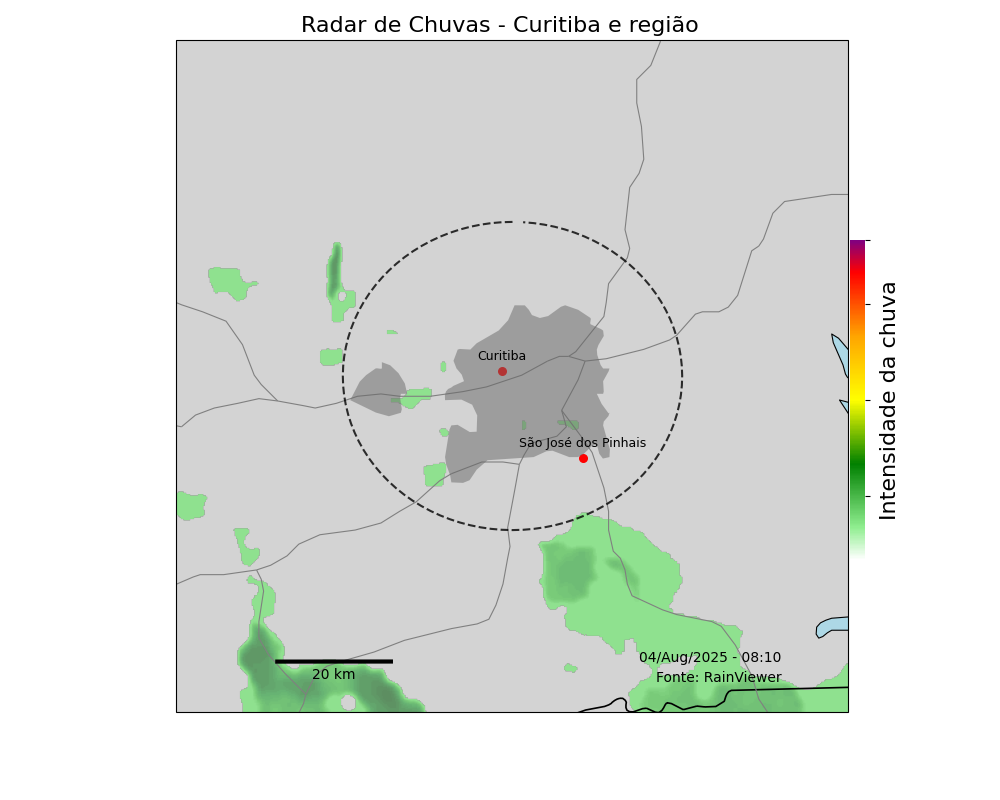 Radar de Chuvas - Curitiba e região
Curitiba
São José dos Pinhais
Intensidade da chuva
04/Aug/2025 - 08:10
Fonte: RainViewer
20 km